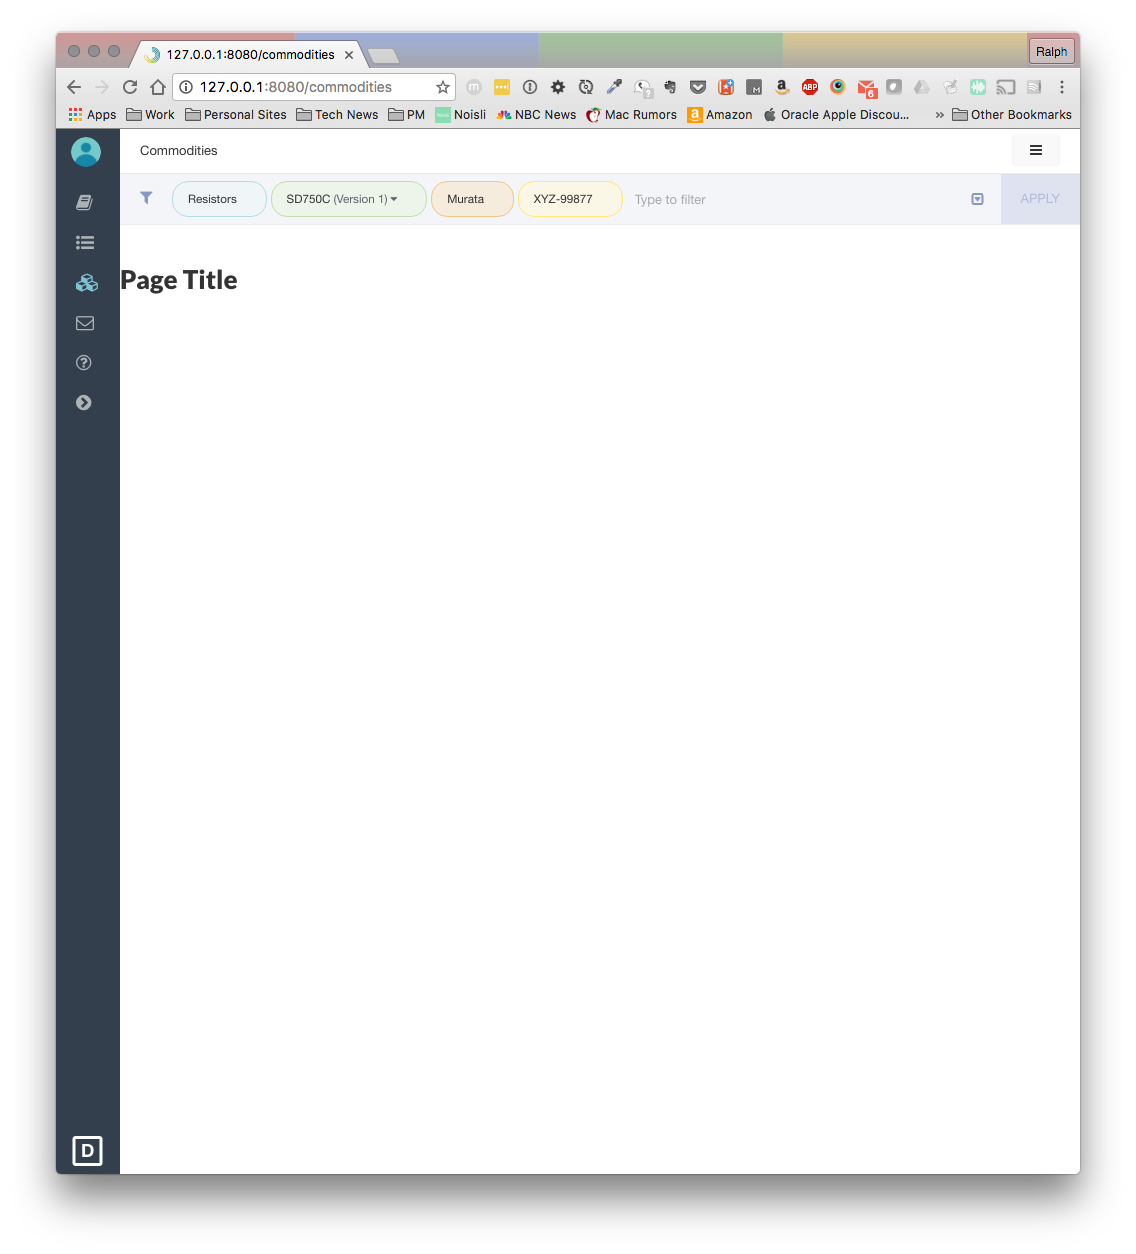 127.0.0.1:8080/commodities
Ralph
127.0.0.1:8080/commodities
m
?
M
a
ABP
6
Apps Work Personal Sites Tech News PM Noisli NBC News Mac Rumors a Amazon Oracle Apple Discou... » Other Bookmarks
Commodities
Resistors SD750C (Version 1) Murata XYZ-99877 Type to filter APPLY
Page Title
?
D